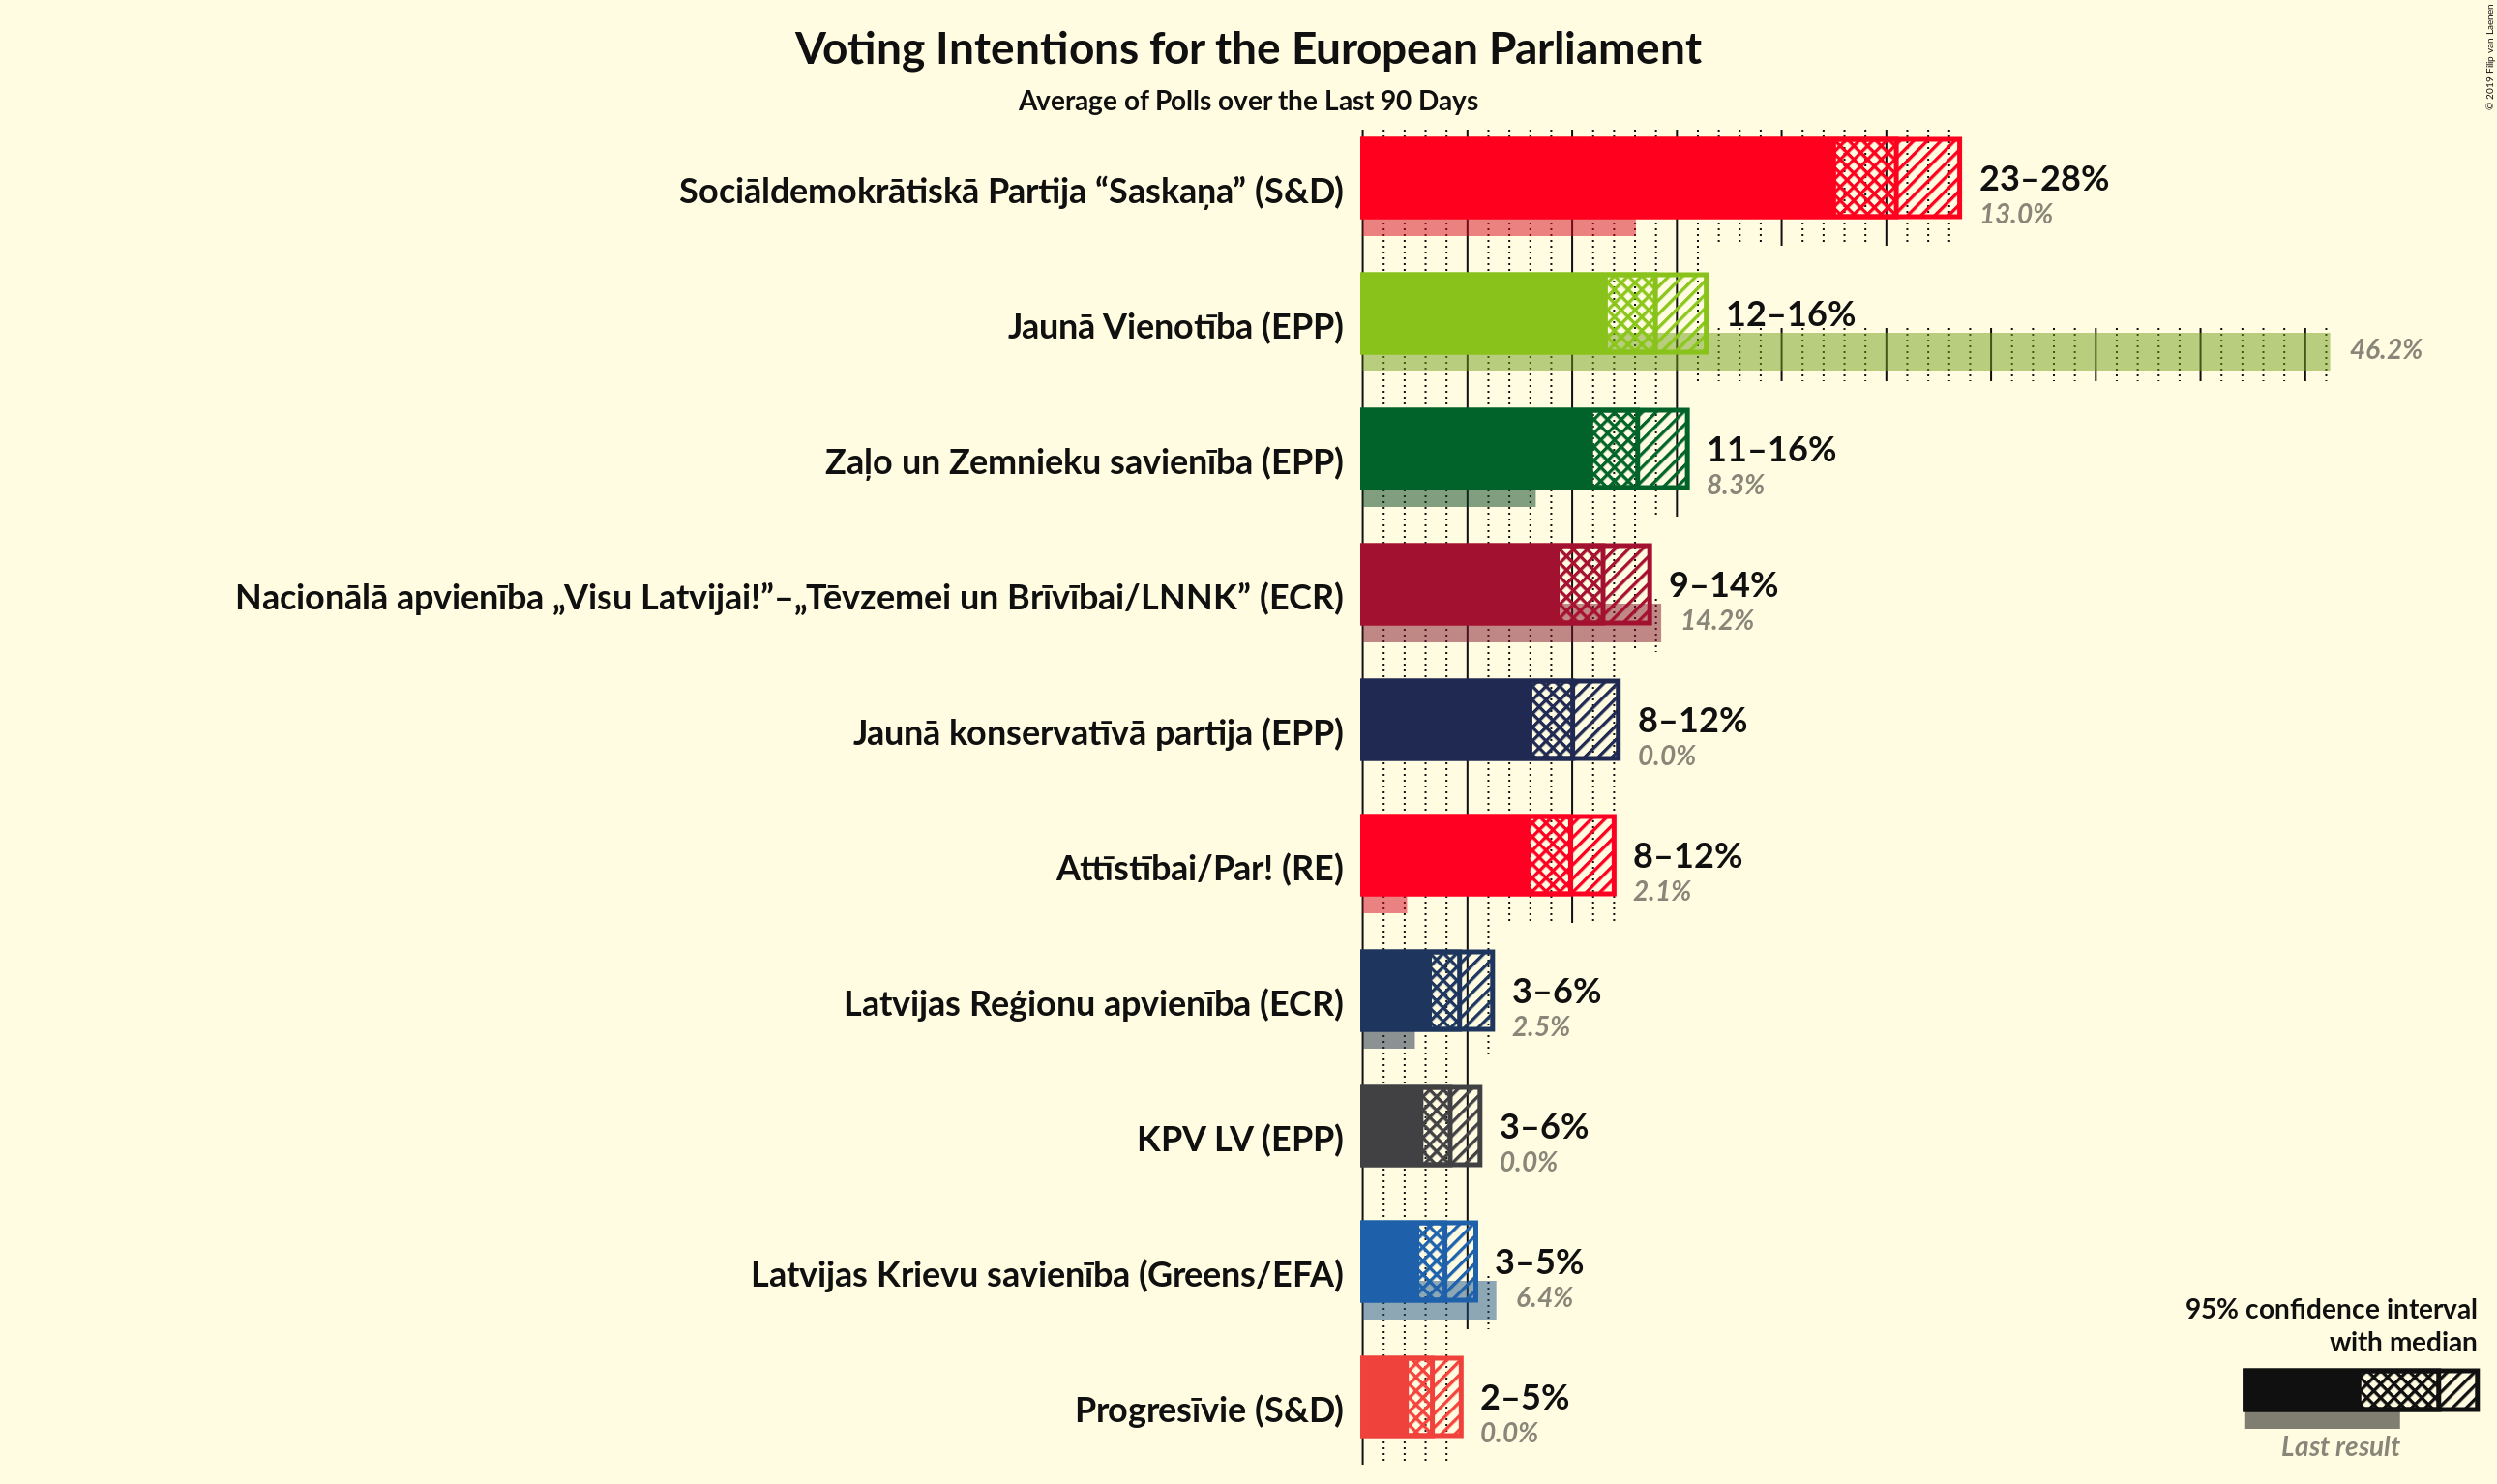 Voting Intentions for the European Parliament
Average of Polls over the Last 90 Days
© 2019 Filip van Laenen
Sociāldemokrātiskā Partija “Saskaņa” (S&D)
23–28%
13.0%
Jaunā Vienotība (EPP)
12–16%
46.2%
Zaļo un Zemnieku savienība (EPP)
11–16%
8.3%
Nacionālā apvienība „Visu Latvijai!”–„Tēvzemei un Brīvībai/LNNK” (ECR)
9–14%
14.2%
Jaunā konservatīvā partija (EPP)
8–12%
0.0%
Attīstībai/Par! (RE)
8–12%
2.1%
Latvijas Reģionu apvienība (ECR)
3–6%
2.5%
KPV LV (EPP)
3–6%
0.0%
Latvijas Krievu savienība (Greens/EFA)
3–5%
6.4%
Progresīvie (S&D)
2–5%
0.0%
95% confidence interval
with median
Last result